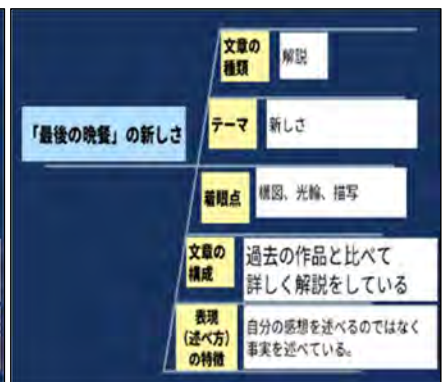 「最後の晩餐」の新しさ
文章の
種類
解説
テーマ
新しさ
着眼点
構図、光輪、描写
文章の
構成
過去の作品と比べて
詳しく解説をしている
表現
(述べ方)
の特徴
自分の感想を述べるのではなく
事実を述べている。